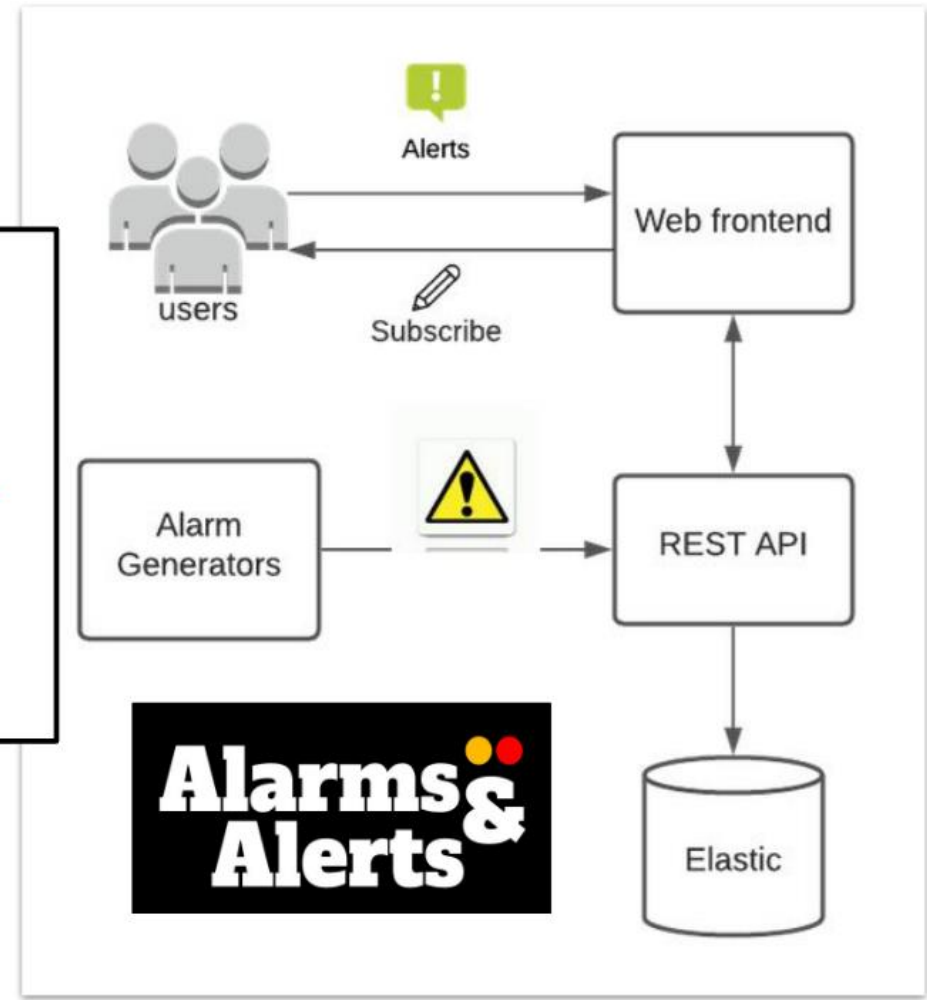 !
Alerts
Web frontend
users
Subscribe
Alarm
Generators
!
REST API
Alarms &
Alerts
Elastic